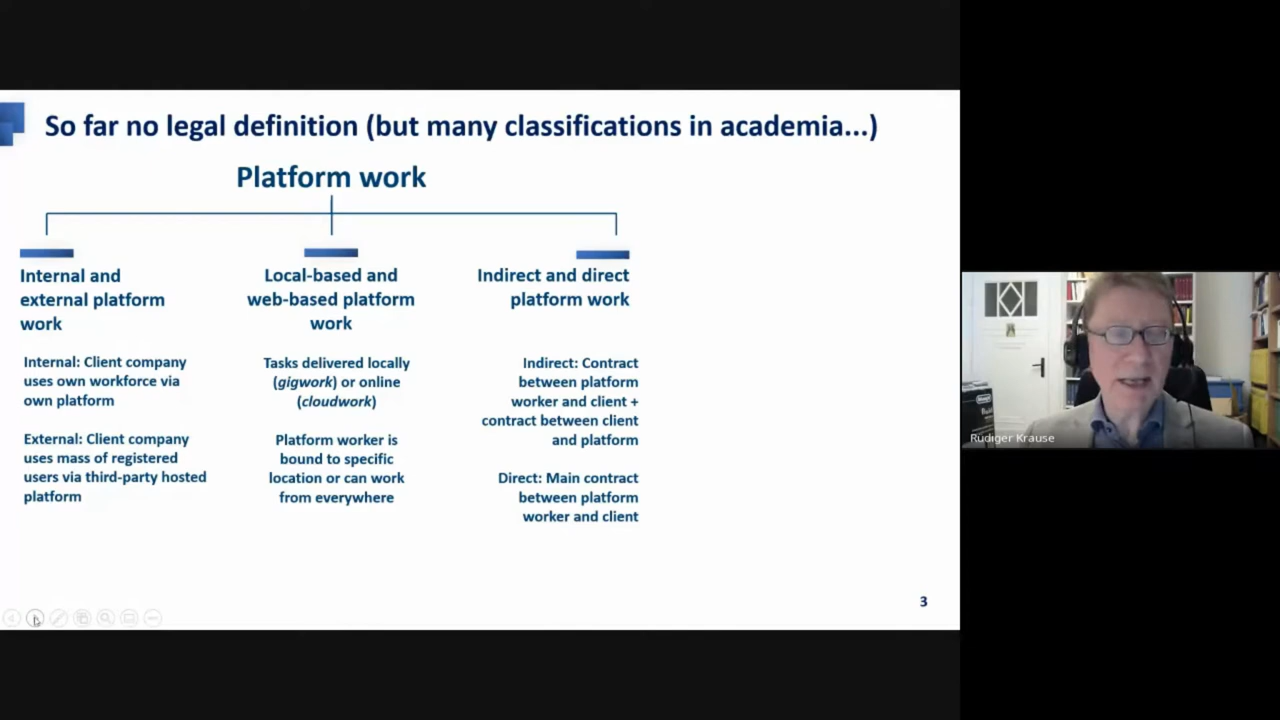 So far no legal definition (but many classifications in academia...)
Platform work
Internal and
external platform
work
Internal: Client company
uses own workforce via
own platform
External: Client company
uses mass of registered
users via third-party hosted
platform
Local-based and
web-based platform
work
Tasks delivered locally
(gigwork) or online
(cloudwork)
Platform worker is
bound to specific
location or can work
from everywhere
Indirect and direct
platform work
Indirect: Contract
between platform
worker and client +
contract between client
and platform
Direct: Main contract
between platform
worker and client
3
Rüdiger Krause